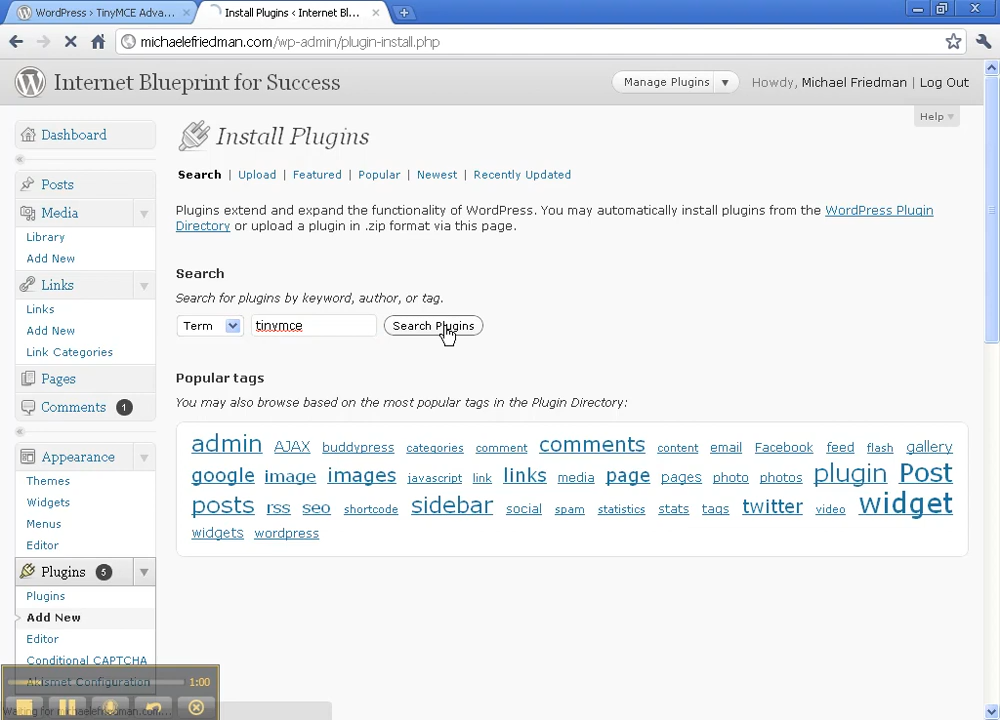 WordPress › TinyMCE Adva...
Install Plugins ‹ Internet Bl...
michaelefriedman.com/wp-admin/plugin-install.php
Internet Blueprint for Success
Manage Plugins
Howdy, Michael Friedman | Log Out
Help
Dashboard
Posts
Media
Library
Add New
Links
Links
Add New
Link Categories
Pages
Comments 1
Appearance
Themes
Widgets
Menus
Editor
Plugins 5
Plugins
Add New
Editor
Conditional CAPTCHA
Akismet Configuration
Install Plugins
Search | Upload | Featured | Popular | Newest | Recently Updated
Plugins extend and expand the functionality of WordPress. You may automatically install plugins from the WordPress Plugin
Directory or upload a plugin in .zip format via this page.
Search
Search for plugins by keyword, author, or tag.
Term tinymce Search Plugins
Popular tags
You may also browse based on the most popular tags in the Plugin Directory:
admin AJAX buddypress categories comment comments content email Facebook feed flash gallery
google image images javascript link links media page pages photo photos plugin Post
posts rss seo shortcode sidebar social spam statistics stats tags twitter video widget
widgets wordpress
1:00
Waiting for michaelefriedman.com...